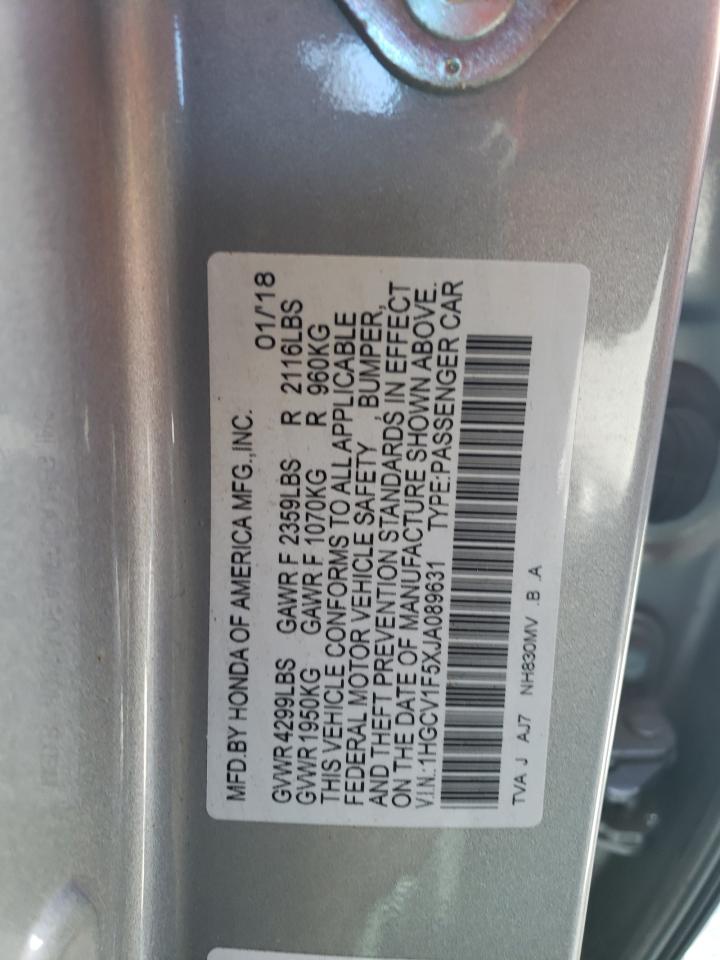 MFD.BY HONDA OF AMERICA MFG.,INC. 01/'18
GVWR 4299LBS GAWR F 2359LBS R 2116LBS
GVWR 1950KG GAWR F 1070KG R 960KG
THIS VEHICLE CONFORMS TO ALL APPLICABLE
FEDERAL MOTOR VEHICLE SAFETY BUMPER,
AND THEFT PREVENTION STANDARDS IN EFFECT
ON THE DATE OF MANUFACTURE SHOWN ABOVE.
V.I.N.:1HGCV1F5XJA089631 TYPE:PASSENGER CAR
TVA J AJ7 NH830MV .B .A